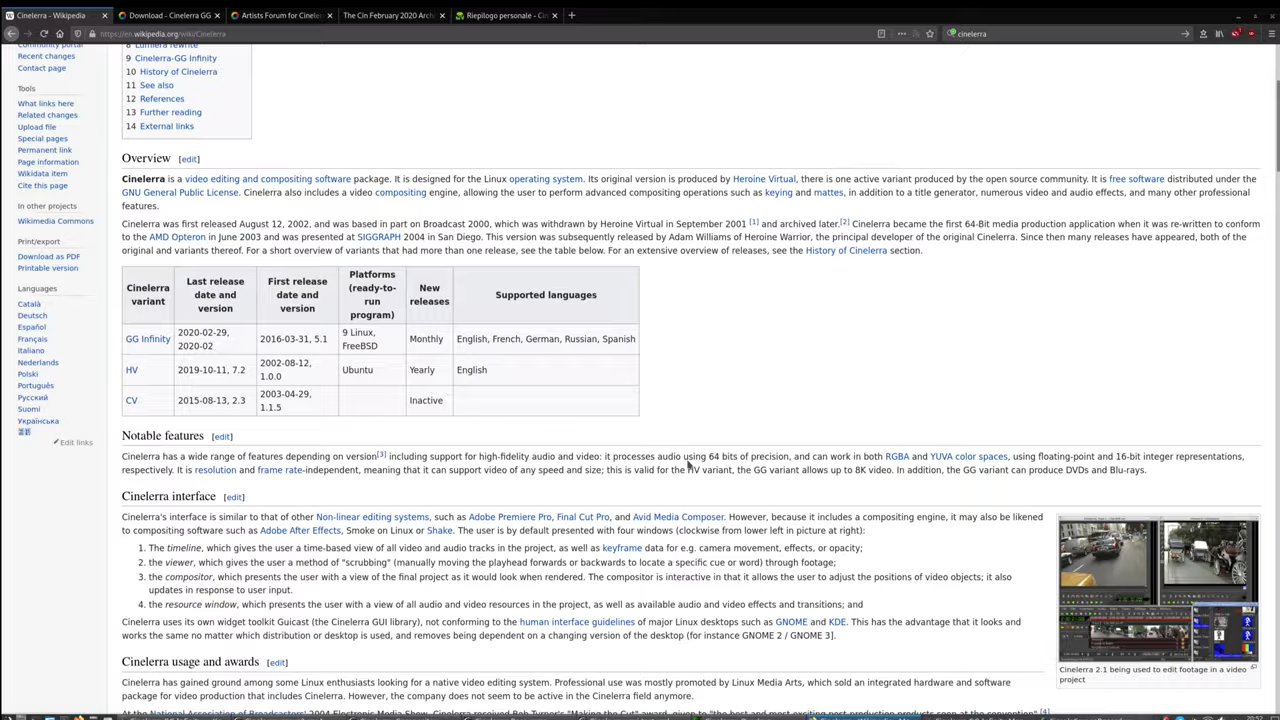 Cinelerra - Wikipedia
Download - Cinelerra GG
Artists Forum for Cineler
The Cin February 2020 Arch
Riepilogo personale - Cin
https://en.wikipedia.org/wiki/Cinelerra
cinelerra
Community portal
Recent changes
Contact page
Tools
What links here
Related changes
Upload file
Special pages
Permanent link
Page information
Wikidata item
Cite this page
In other projects
Wikimedia Commons
Print/export
Download as PDF
Printable version
Languages
Català
Deutsch
Español
Français
Italiano
Nederlands
Polski
Português
Русский
Suomi
Українська
Edit links
8 Lumiera rewrite
9 Cinelerra-GG Infinity
10 History of Cinelerra
11 See also
12 References
13 Further reading
14 External links
Overview [edit]
Cinelerra is a video editing and compositing software package. It is designed for the Linux operating system. Its original version is produced by Heroine Virtual, there is one active variant produced by the open source community. It is free software distributed under the
GNU General Public License. Cinelerra also includes a video compositing engine, allowing the user to perform advanced compositing operations such as keying and mattes, in addition to a title generator, numerous video and audio effects, and many other professional
features.
Cinelerra was first released August 12, 2002, and was based in part on Broadcast 2000, which was withdrawn by Heroine Virtual in September 2001 [1] and archived later.[2] Cinelerra became the first 64-Bit media production application when it was re-written to conform
to the AMD Opteron in June 2003 and was presented at SIGGRAPH 2004 in San Diego. This version was subsequently released by Adam Williams of Heroine Warrior, the principal developer of the original Cinelerra. Since then many releases have appeared, both of the
original and variants thereof. For a short overview of variants that had more than one release, see the table below. For an extensive overview of releases, see the History of Cinelerra section.
Cinelerra variant | Last release date and version | First release date and version | Platforms (ready-to-run program) | New releases | Supported languages
GG Infinity | 2020-02-29, 2020-02 | 2016-03-31, 5.1 | 9 Linux, FreeBSD | Monthly | English, French, German, Russian, Spanish
HV | 2019-10-11, 7.2 | 2002-08-12, 1.0.0 | Ubuntu | Yearly | English
CV | 2015-08-13, 2.3 | 2003-04-29, 1.1.5 | Inactive
Notable features [edit]
Cinelerra has a wide range of features depending on version[3] including support for high-fidelity audio and video: it processes audio using 64 bits of precision, and can work in both RGBA and YUVA color spaces, using floating-point and 16-bit integer representations,
respectively. It is resolution and frame rate-independent, meaning that it can support video of any speed and size; this is valid for the HV variant, the GG variant allows up to 8K video. In addition, the GG variant can produce DVDs and Blu-rays.
Cinelerra interface [edit]
Cinelerra's interface is similar to that of other Non-linear editing systems, such as Adobe Premiere Pro, Final Cut Pro, and Avid Media Composer. However, because it includes a compositing engine, it may also be likened
to compositing software such as Adobe After Effects, Smoke on Linux or Shake. The user is by default presented with four windows (clockwise from lower left in picture at right):
1. The timeline, which gives the user a time-based view of all video and audio tracks in the project, as well as keyframe data for e.g. camera movement, effects, or opacity;
2. the viewer, which gives the user a method of "scrubbing" (manually moving the playhead forwards or backwards to locate a specific cue or word) through footage;
3. the compositor, which presents the user with a view of the final project as it would look when rendered. The compositor is interactive in that it allows the user to adjust the positions of video objects; it also
updates in response to user input.
4. the resource window, which presents the user with a view of all audio and video resources in the project, as well as available audio and video effects and transitions; and
Cinelerra uses its own widget toolkit Guicast (the Cinelerra GUI library), not conforming to the human interface guidelines of major Linux desktops such as GNOME and KDE. This has the advantage that it looks and
works the same no matter which distribution or desktop is used, and removes being dependent on a changing version of the desktop (for instance GNOME 2 / GNOME 3].
Cinelerra 2.1 being used to edit footage in a video
project
Cinelerra usage and awards [edit]
Cinelerra has gained ground among some Linux enthusiasts looking for a native video editing system. Professional use was mostly promoted by Linux Media Arts, which sold an integrated hardware and software
package for video production that includes Cinelerra. However, the company does not seem to be active in the Cinelerra field anymore.